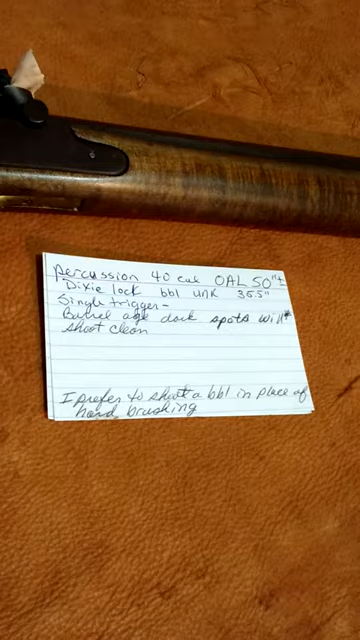 percussion 40 cal OAL 50"±
Dixie lock bbl unk 35.5"
Single trigger-
Barrel age dark spots will
shoot clean
I prefer to shoot a bbl in place of
hard brushing